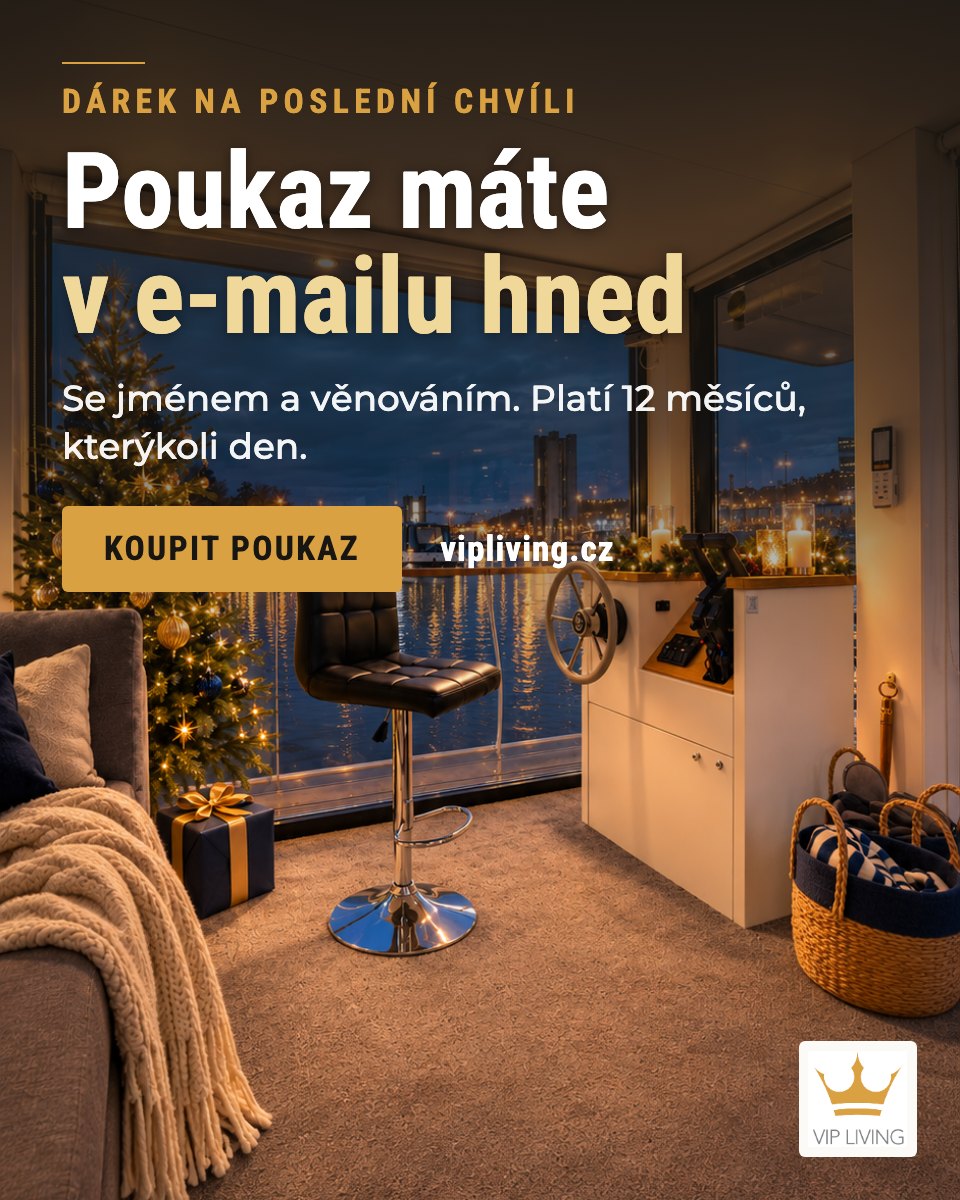 DÁREK NA POSLEDNÍ CHVÍLI
Poukaz máte
v e-mailu hned
Se jménem a věnováním. Platí 12 měsíců,
kterýkoli den.
KOUPIT POUKAZ
vipliving.cz
VIP LIVING